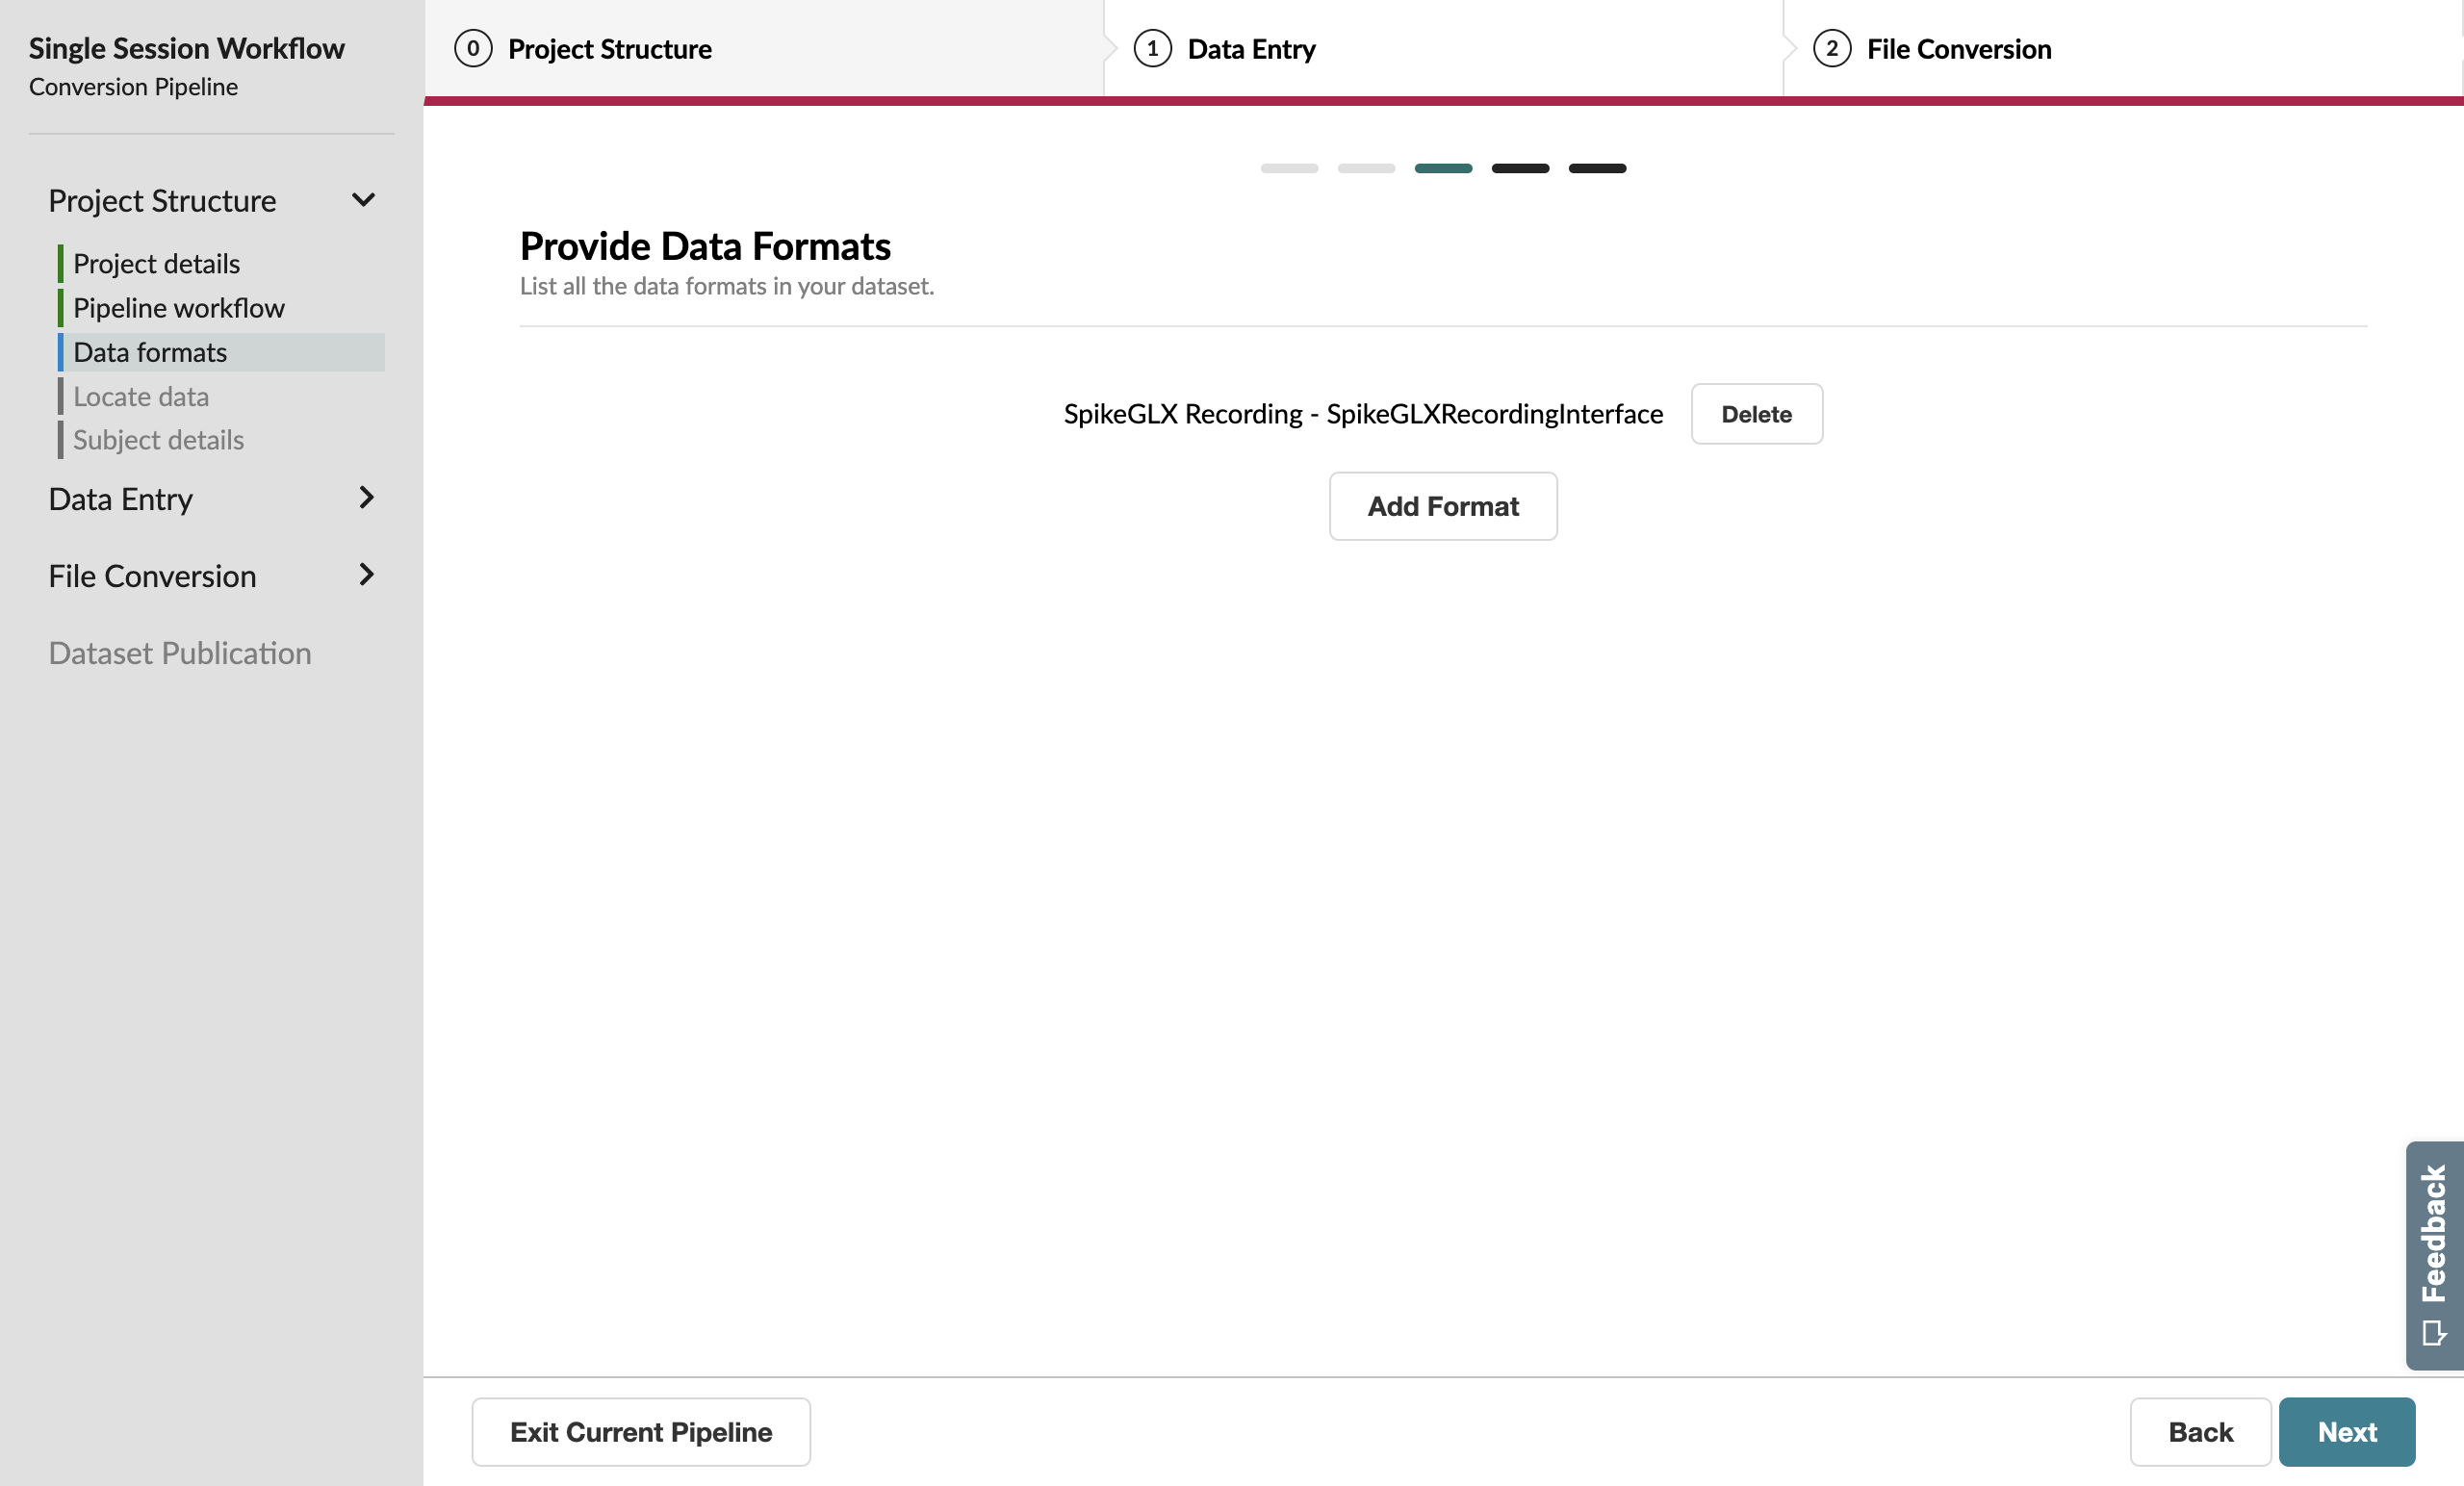 Single Session Workflow
Conversion Pipeline
Project Structure
Project details
Pipeline workflow
Data formats
Locate data
Subject details
Data Entry
File Conversion
Dataset Publication
0 Project Structure
1 Data Entry
2 File Conversion
Provide Data Formats
List all the data formats in your dataset.
SpikeGLX Recording - SpikeGLXRecordingInterface Delete
Add Format
Feedback
Exit Current Pipeline
Back Next